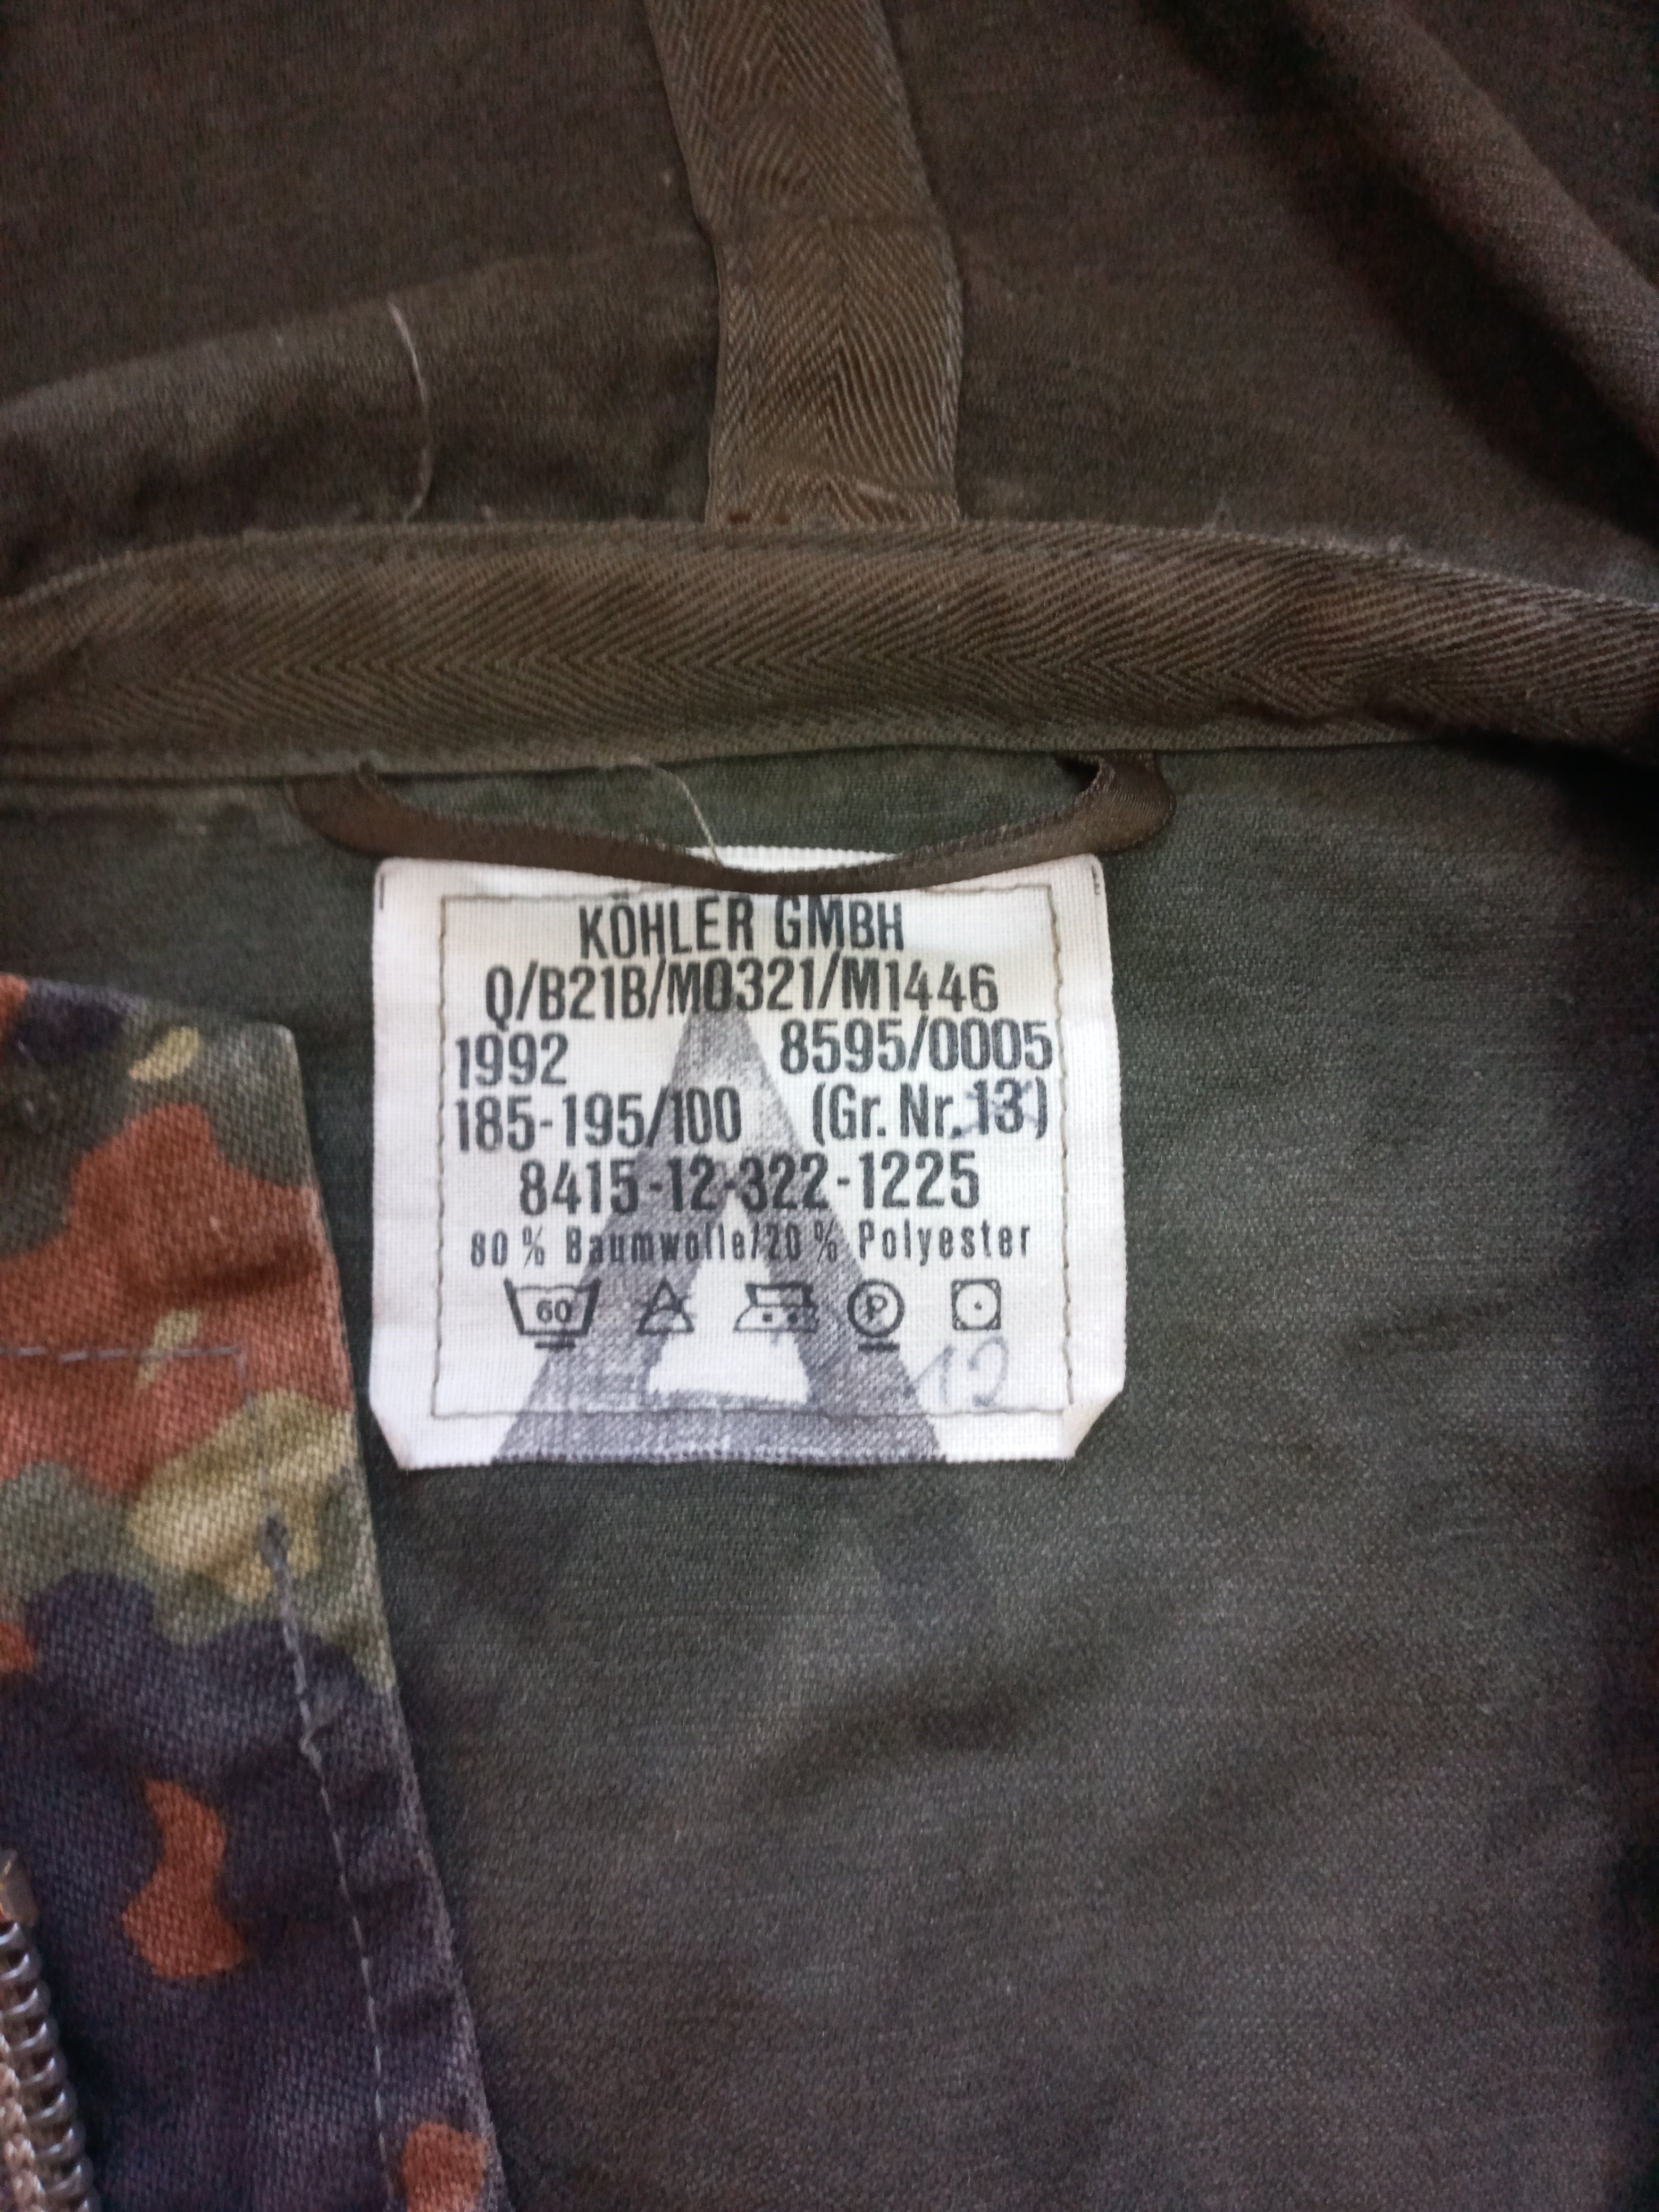 KÖHLER GMBH
Q/B21B/M0321/M1446
1992 8595/0005
185-195/100 (Gr. Nr. 13)
8415-12-322-1225
80 % Baumwolle/20 % Polyester
60 A P
12